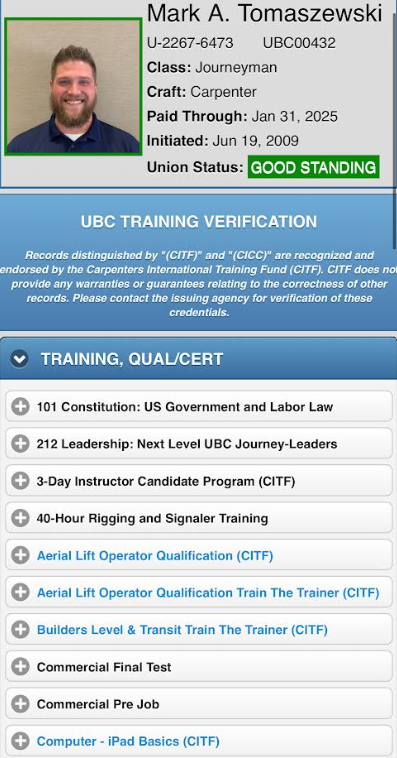 Mark A. Tomaszewski
U-2267-6473 UBC00432
Class: Journeyman
Craft: Carpenter
Paid Through: Jan 31, 2025
Initiated: Jun 19, 2009
Union Status: GOOD STANDING
UBC TRAINING VERIFICATION
Records distinguished by "(CITF)" and "(CICC)" are recognized and
endorsed by the Carpenters International Training Fund (CITF). CITF does not
provide any warranties or guarantees relating to the correctness of other
records. Please contact the issuing agency for verification of these
credentials.
TRAINING, QUAL/CERT
101 Constitution: US Government and Labor Law
212 Leadership: Next Level UBC Journey-Leaders
3-Day Instructor Candidate Program (CITF)
40-Hour Rigging and Signaler Training
Aerial Lift Operator Qualification (CITF)
Aerial Lift Operator Qualification Train The Trainer (CITF)
Builders Level & Transit Train The Trainer (CITF)
Commercial Final Test
Commercial Pre Job
Computer - iPad Basics (CITF)